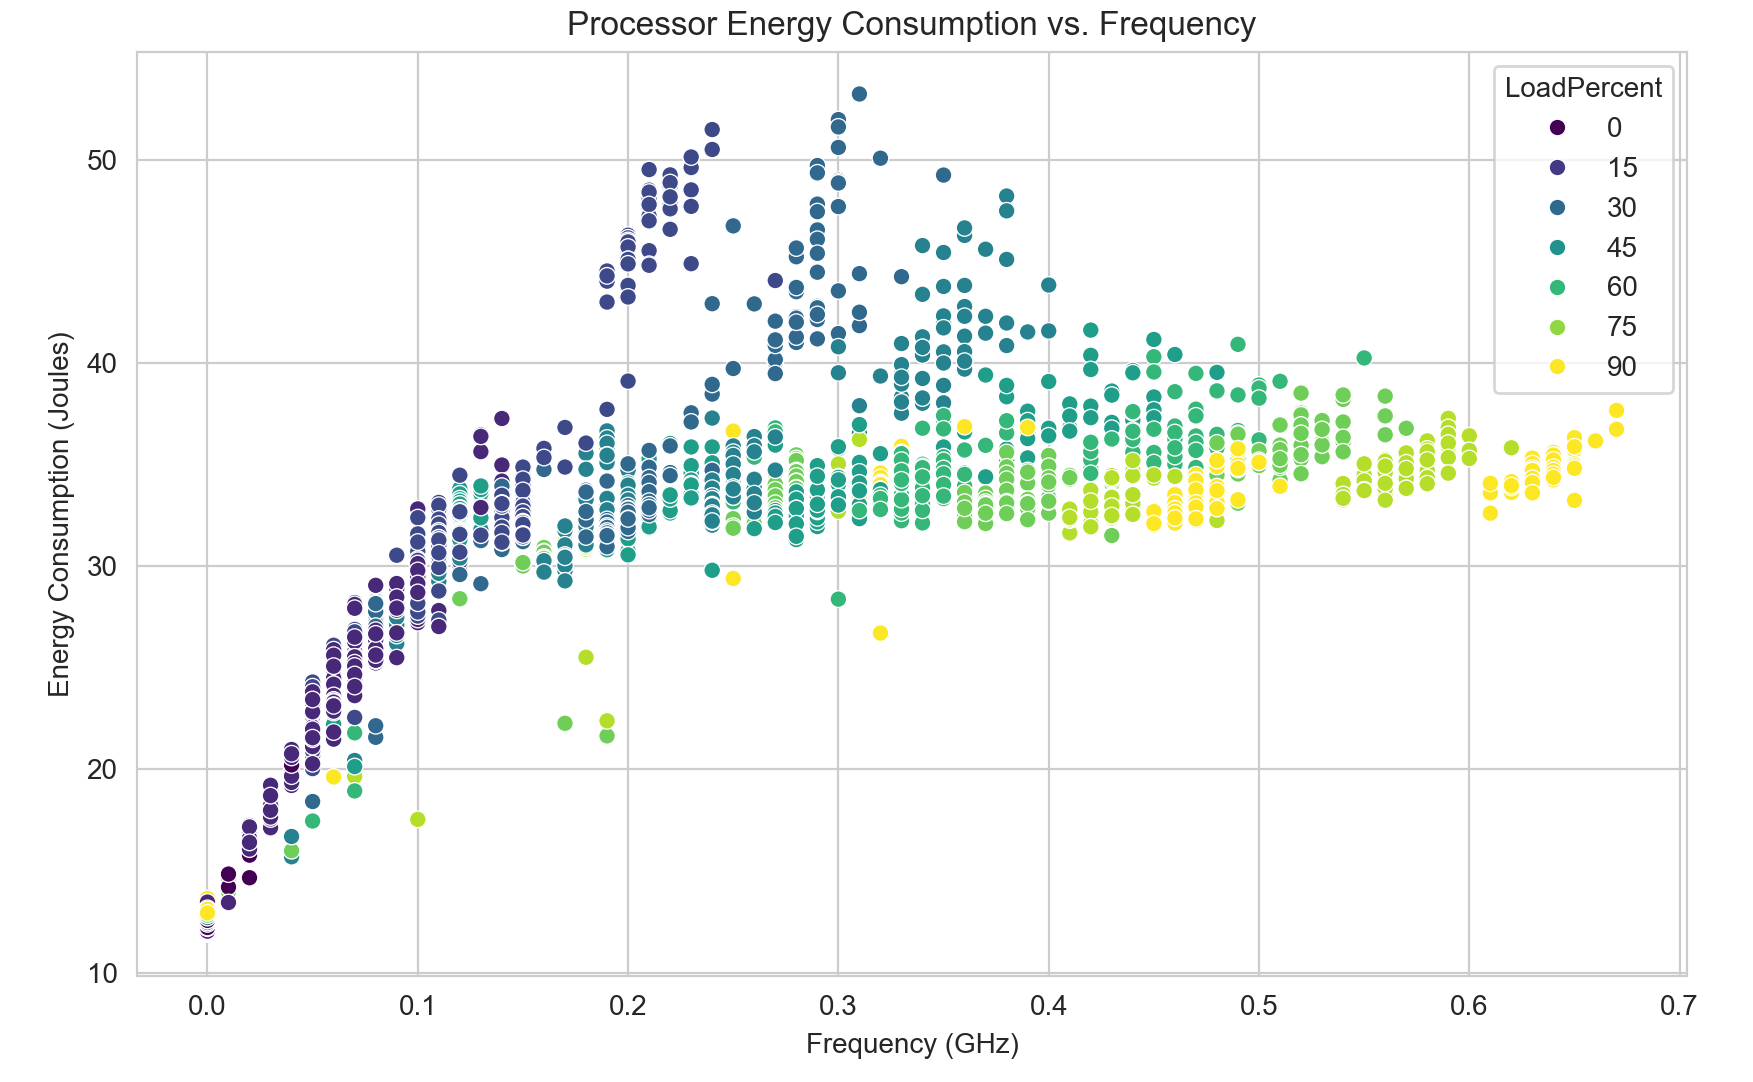 Processor Energy Consumption vs. Frequency
LoadPercent
0
15
30
45
60
75
90
Energy Consumption (Joules)
50
40
30
20
10
0.0 0.1 0.2 0.3 0.4 0.5 0.6 0.7
Frequency (GHz)